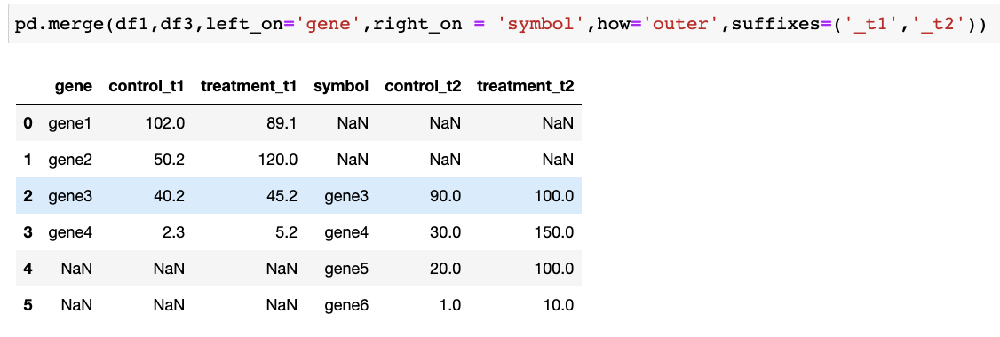 pd.merge(df1,df3,left_on='gene',right_on = 'symbol',how='outer',suffixes=('_t1','_t2'))
gene control_t1 treatment_t1 symbol control_t2 treatment_t2
0 gene1 102.0 89.1 NaN NaN NaN
1 gene2 50.2 120.0 NaN NaN NaN
2 gene3 40.2 45.2 gene3 90.0 100.0
3 gene4 2.3 5.2 gene4 30.0 150.0
4 NaN NaN NaN gene5 20.0 100.0
5 NaN NaN NaN gene6 1.0 10.0